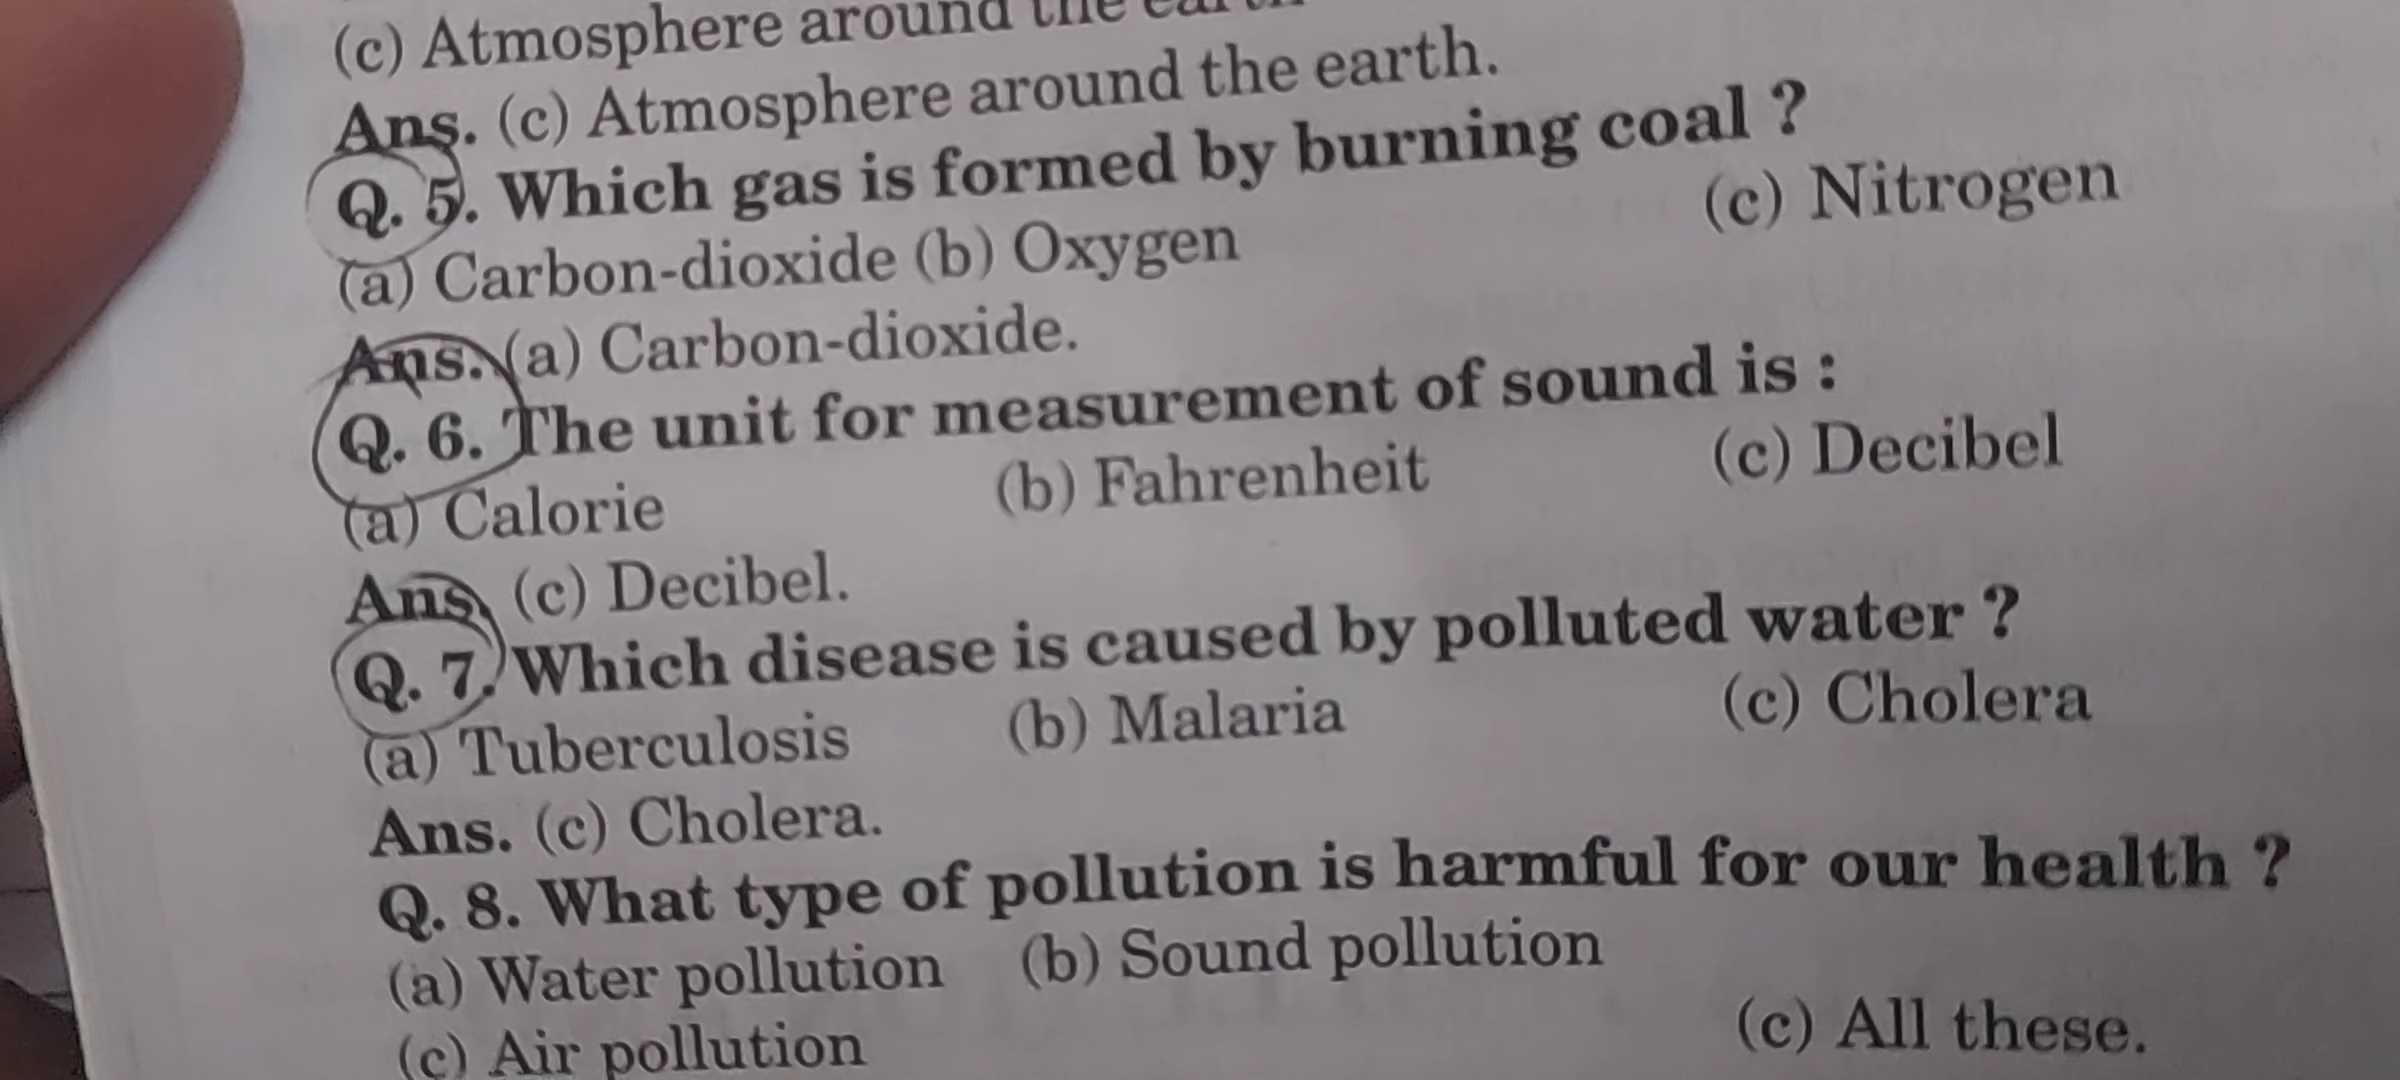 (c) Atmosphere around the earth
Ans. (c) Atmosphere around the earth.
Q. 5. Which gas is formed by burning coal ?
(a) Carbon-dioxide (b) Oxygen (c) Nitrogen
Ans. (a) Carbon-dioxide.
Q. 6. The unit for measurement of sound is :
(a) Calorie (b) Fahrenheit (c) Decibel
Ans. (c) Decibel.
Q. 7. Which disease is caused by polluted water ?
(a) Tuberculosis (b) Malaria (c) Cholera
Ans. (c) Cholera.
Q. 8. What type of pollution is harmful for our health ?
(a) Water pollution (b) Sound pollution
(c) Air pollution (c) All these.